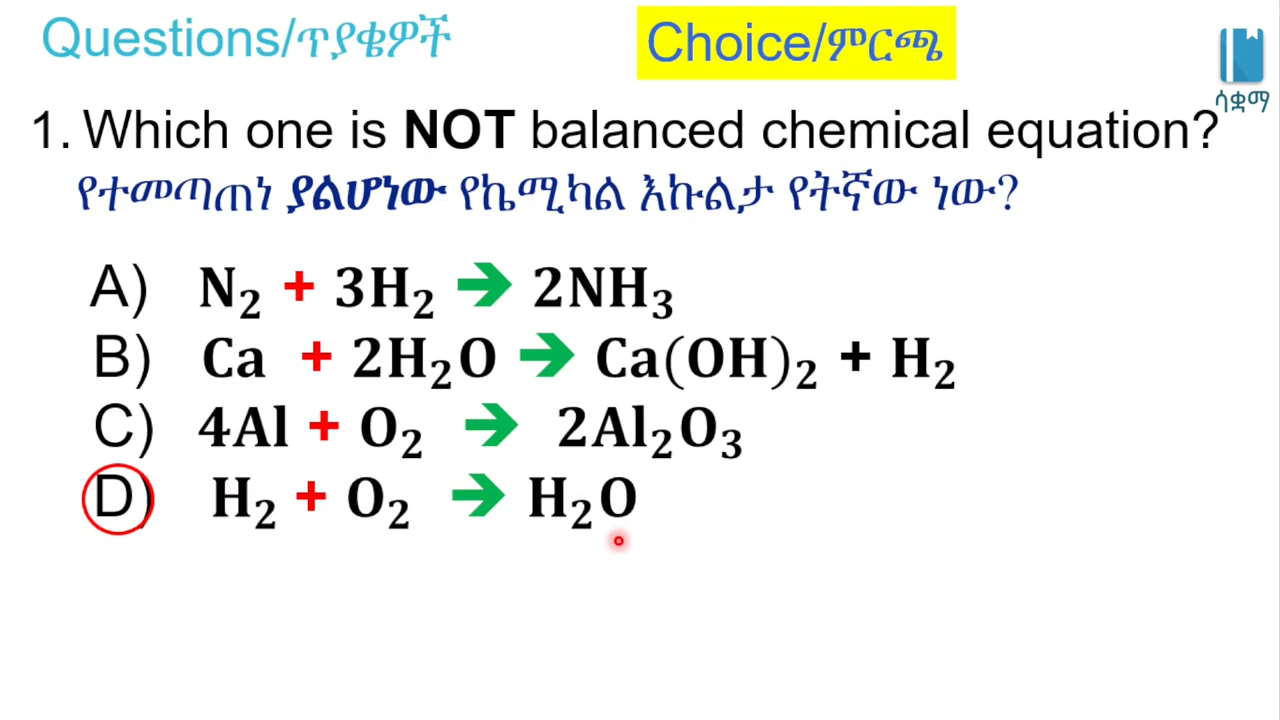 Questions/ጥያቄዎች
Choice/ምርጫ
ሳቋማ
1. Which one is NOT balanced chemical equation?
የተመጣጠነ ያልሆነው የኬሚካል እኩልታ የትኛው ነው?
A) N₂ + 3H₂ ➔ 2NH₃
B) Ca + 2H₂O ➔ Ca(OH)₂ + H₂
C) 4Al + O₂ ➔ 2Al₂O₃
D) H₂ + O₂ ➔ H₂O